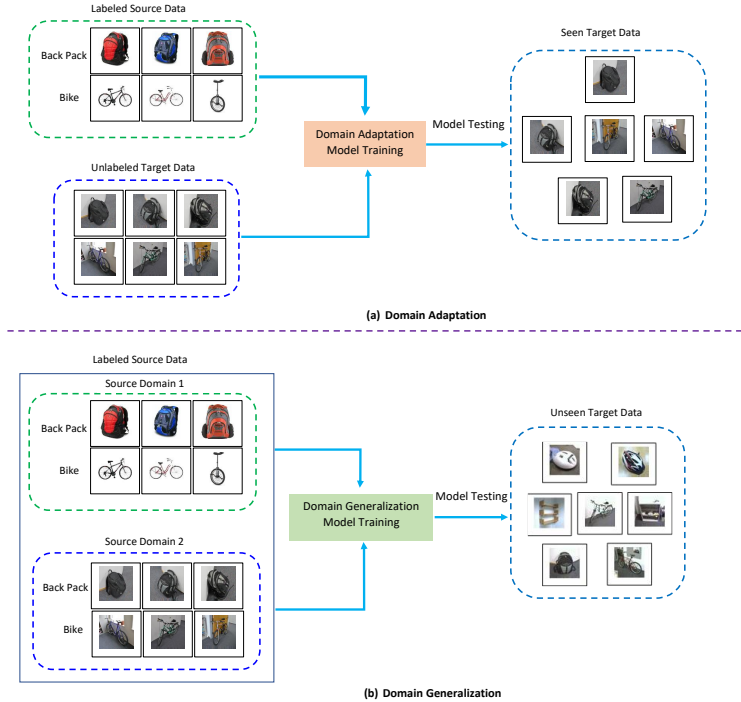 Labeled Source Data
Back Pack
Bike
Unlabeled Target Data
Domain Adaptation
Model Training
Model Testing
Seen Target Data
(a) Domain Adaptation
Labeled Source Data
Source Domain 1
Back Pack
Bike
Source Domain 2
Back Pack
Bike
Domain Generalization
Model Training
Model Testing
Unseen Target Data
(b) Domain Generalization